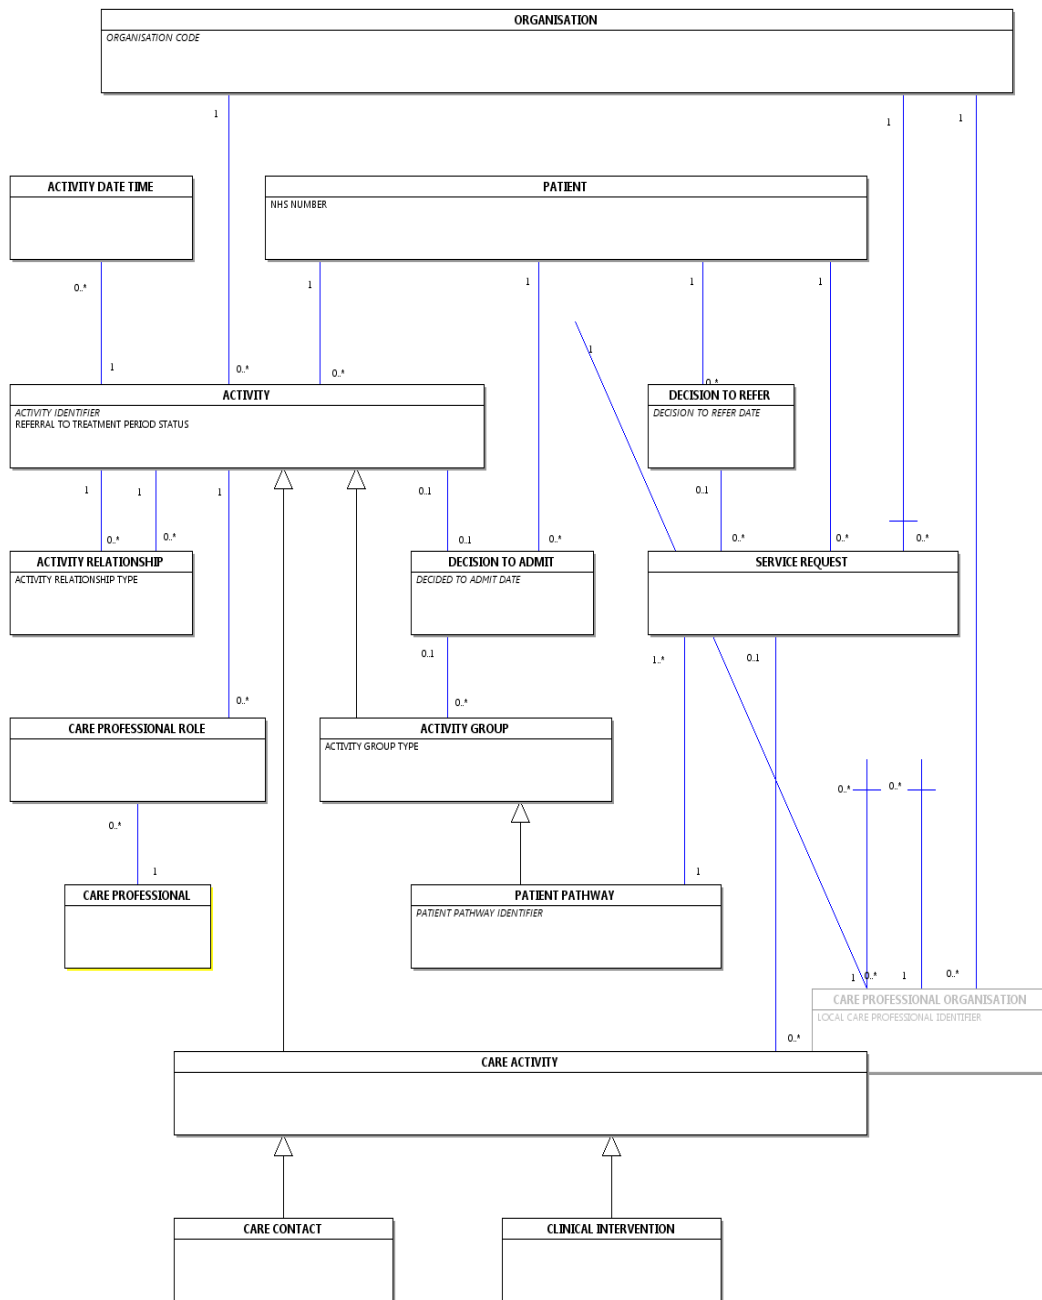 ORGANISATION
ORGANISATION CODE
1
1
1
ACTIVITY DATE TIME
PATIENT
NHS NUMBER
0..*
1
1
1
1
1
1
0..*
0..*
0..*
ACTIVITY
ACTIVITY IDENTIFIER
REFERRAL TO TREATMENT PERIOD STATUS
DECISION TO REFER
DECISION TO REFER DATE
1
1
1
0..1
0..1
0..*
0..*
0..1
0..*
0..*
0..*
0..*
ACTIVITY RELATIONSHIP
ACTIVITY RELATIONSHIP TYPE
DECISION TO ADMIT
DECIDED TO ADMIT DATE
SERVICE REQUEST
0..1
1..*
0..1
0..*
0..*
CARE PROFESSIONAL ROLE
ACTIVITY GROUP
ACTIVITY GROUP TYPE
0..*
0..*
0..*
1
1
CARE PROFESSIONAL
PATIENT PATHWAY
PATIENT PATHWAY IDENTIFIER
1
0..*
1
0..*
CARE PROFESSIONAL ORGANISATION
LOCAL CARE PROFESSIONAL IDENTIFIER
0..*
CARE ACTIVITY
CARE CONTACT
CLINICAL INTERVENTION